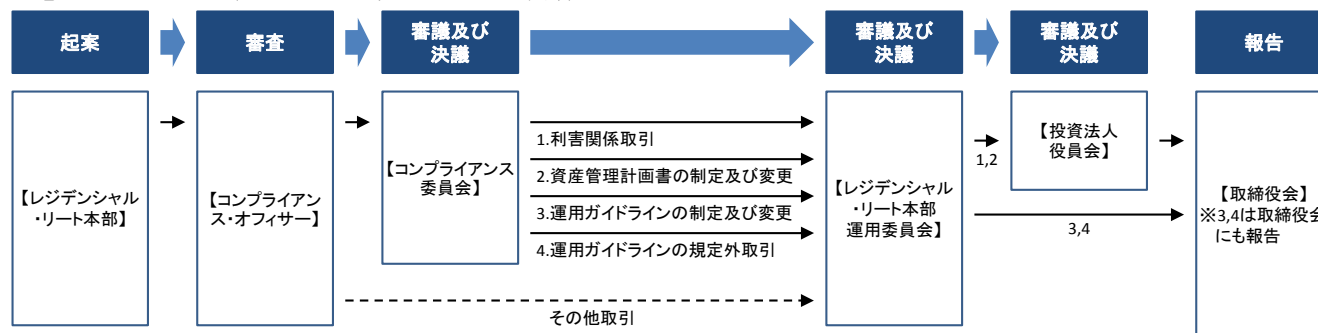 起案
審査
審議及び
決議
審議及び
決議
審議及び
決議
報告
【レジデンシャル
・リート本部】
【コンプライアン
ス・オフィサー】
【コンプライアンス
委員会】
1.利害関係取引
2.資産管理計画書の制定及び変更
3.運用ガイドラインの制定及び変更
4.運用ガイドラインの規定外取引
その他取引
【レジデンシャル
・リート本部
運用委員会】
1,2
3,4
【投資法人
役員会】
【取締役会】
※3,4は取締役会
にも報告